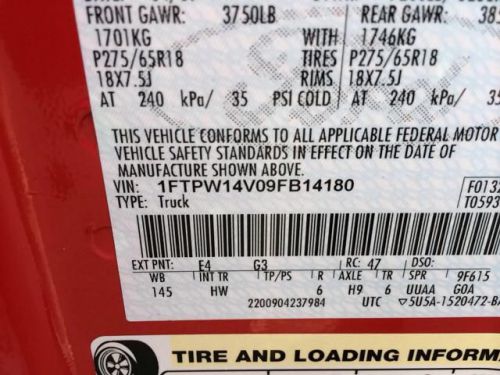 FRONT GAWR: 3750LB REAR GAWR:
1701KG WITH 1746KG
P275/65R18 TIRES P275/65R18
18X7.5J RIMS 18X7.5J
AT 240 kPa/ 35 PSI COLD AT 240 kPa/ 35
THIS VEHICLE CONFORMS TO ALL APPLICABLE FEDERAL MOTOR
VEHICLE SAFETY STANDARDS IN EFFECT ON THE DATE OF
MANUFACTURE SHOWN ABOVE.
VIN: 1FTPW14V09FB14180
TYPE: Truck
F0132
T0593
EXT PNT: E4 G3 RC: 47 DSO:
WB INT TR TP/PS R AXLE TR SPR 9F615
145 HW 6 H9 6 UUAA G0A
2200904237984 UTC 5U5A-1520472-BA
TIRE AND LOADING INFORMA